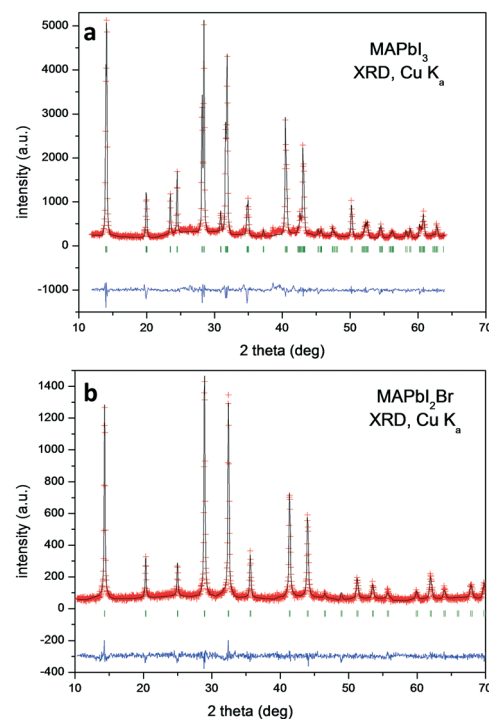 a
MAPbI3
XRD, Cu Ka
intensity (a.u.)
5000
4000
3000
2000
1000
0
-1000
10 20 30 40 50 60 70
2 theta (deg)
b
MAPbI2Br
XRD, Cu Ka
intensity (a.u.)
1400
1200
1000
800
600
400
200
0
-200
-400
10 20 30 40 50 60 70
2 theta (deg)